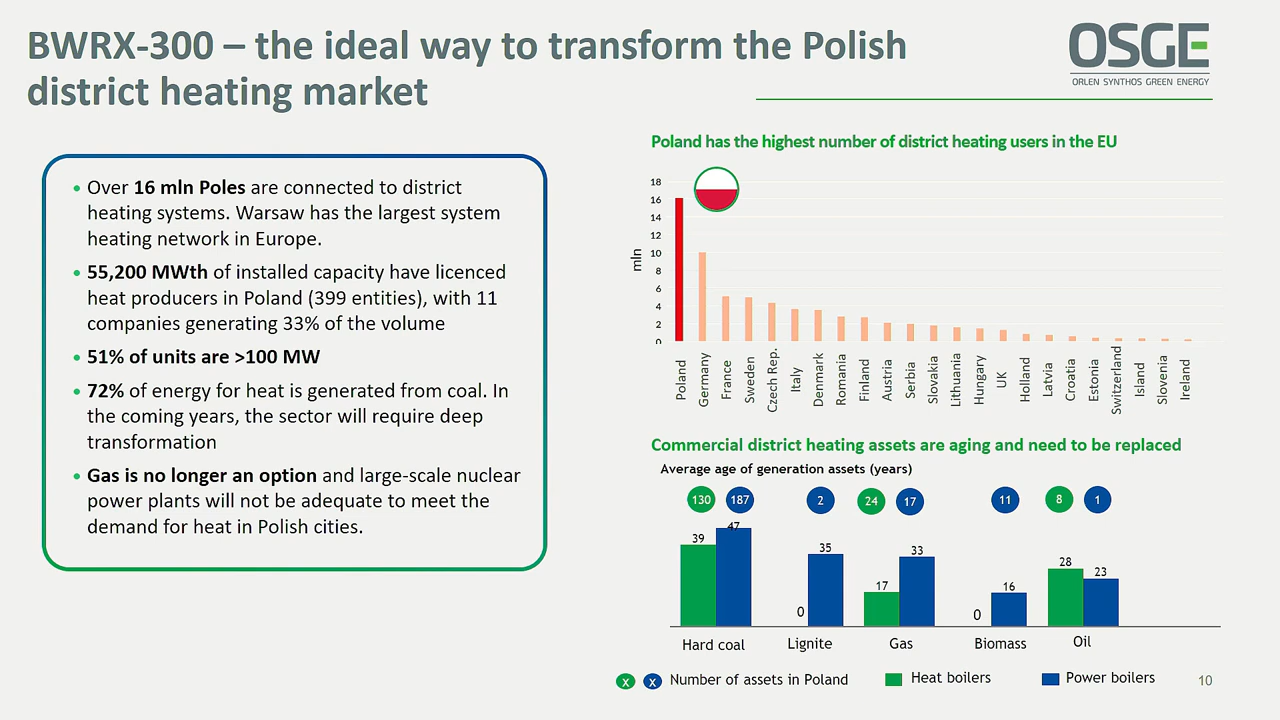 BWRX-300 – the ideal way to transform the Polish
district heating market
OSGE
ORLEN SYNTHOS GREEN ENERGY
• Over 16 mln Poles are connected to district
heating systems. Warsaw has the largest system
heating network in Europe.
• 55,200 MWth of installed capacity have licenced
heat producers in Poland (399 entities), with 11
companies generating 33% of the volume
• 51% of units are >100 MW
• 72% of energy for heat is generated from coal. In
the coming years, the sector will require deep
transformation
• Gas is no longer an option and large-scale nuclear
power plants will not be adequate to meet the
demand for heat in Polish cities.
Poland has the highest number of district heating users in the EU
mln
18
16
14
12
10
8
6
4
2
0
Poland
Germany
France
Sweden
Czech Rep.
Italy
Denmark
Romania
Finland
Austria
Serbia
Slovakia
Lithuania
Hungary
UK
Holland
Latvia
Croatia
Estonia
Switzerland
Island
Slovenia
Ireland
Commercial district heating assets are aging and need to be replaced
Average age of generation assets (years)
130 187 2 24 17 11 8 1
39 47 0 35 17 33 0 16 28 23
Hard coal Lignite Gas Biomass Oil
x x Number of assets in Poland Heat boilers Power boilers
10